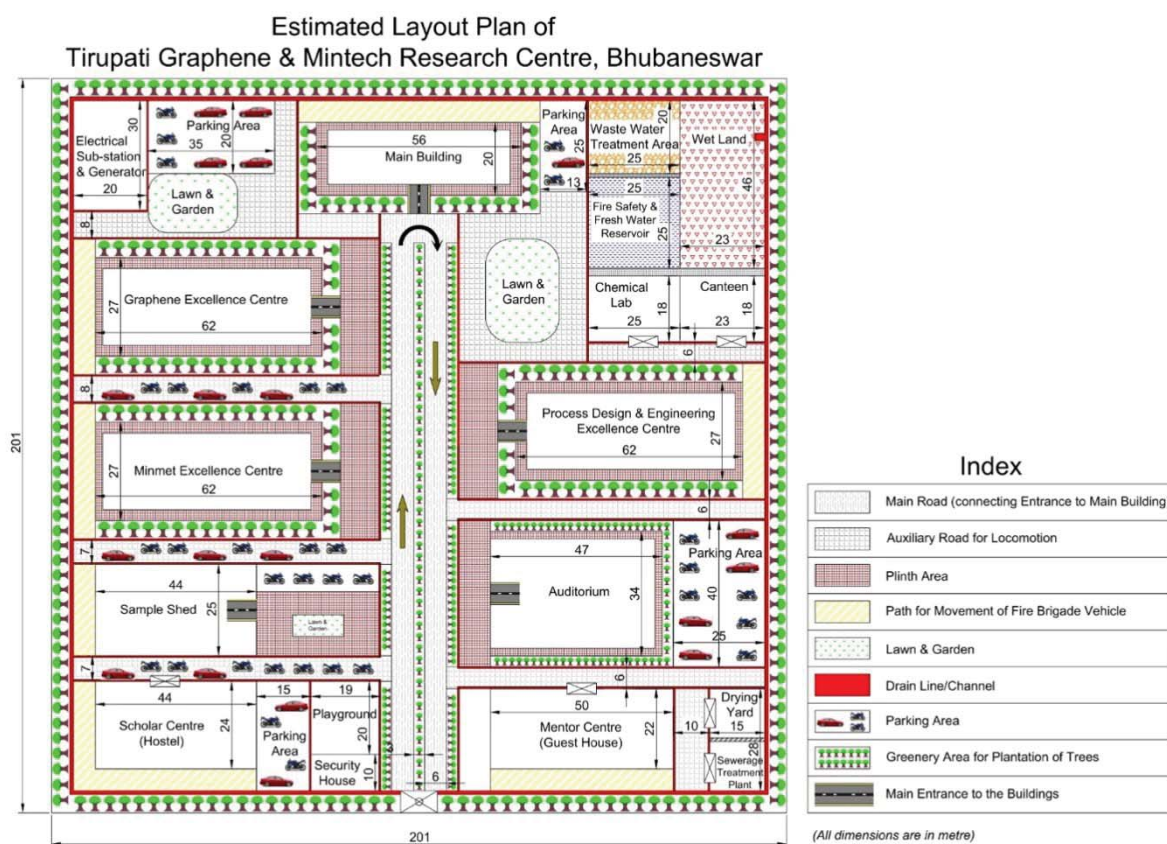 Estimated Layout Plan of
Tirupati Graphene & Mintech Research Centre, Bhubaneswar
201
201
Electrical
Sub-station
& Generator
30
20
8
Parking Area
35
20
Lawn &
Garden
56
Main Building
20
Parking
Area
25
13
Waste Water
Treatment Area
20
25
Wet Land
46
23
25
Fire Safety &
Fresh Water
Reservoir
25
Lawn &
Garden
Chemical
Lab
18
25
Canteen
18
23
6
Graphene Excellence Centre
27
62
8
Process Design & Engineering
Excellence Centre
62
27
6
Minmet Excellence Centre
27
62
7
47
Auditorium
34
Parking Area
40
25
6
44
Sample Shed
25
Lawn &
Garden
7
44
Scholar Centre
(Hostel)
24
15
Parking
Area
19
Playground
20
Security
House
10
6
50
Mentor Centre
(Guest House)
22
10
Drying
Yard
15
28
Sewerage
Treatment
Plant
Index
Main Road (connecting Entrance to Main Building
Auxiliary Road for Locomotion
Plinth Area
Path for Movement of Fire Brigade Vehicle
Lawn & Garden
Drain Line/Channel
Parking Area
Greenery Area for Plantation of Trees
Main Entrance to the Buildings
(All dimensions are in metre)